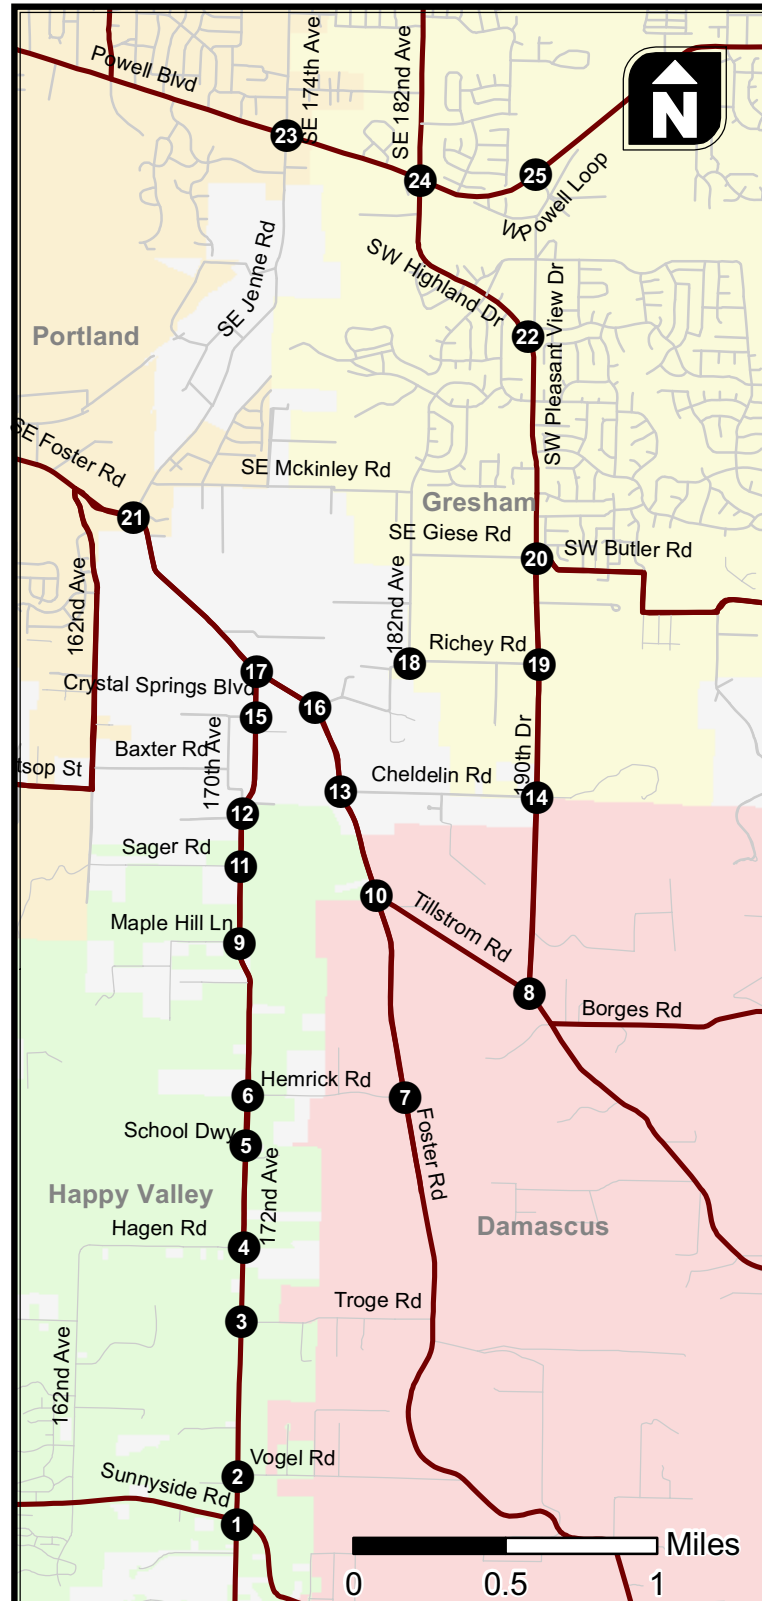 Powell Blvd
SE 174th Ave
SE 182nd Ave
N
23
24
25
W Powell Loop
SE Jenne Rd
SW Highland Dr
SW Pleasant View Dr
Portland
22
SE Foster Rd
SE Mckinley Rd
Gresham
21
SE Giese Rd
20
SW Butler Rd
162nd Ave
182nd Ave
Richey Rd
18
19
17
Crystal Springs Blvd
16
15
170th Ave
Baxter Rd
tsop St
Cheldelin Rd
190th Dr
13
14
12
Sager Rd
11
10
Tillstrom Rd
Maple Hill Ln
9
8
Borges Rd
6
Hemrick Rd
7
School Dwy
5
Foster Rd
172nd Ave
Happy Valley
Damascus
Hagen Rd
4
Troge Rd
3
162nd Ave
Vogel Rd
2
Sunnyside Rd
1
Miles
0
0.5
1